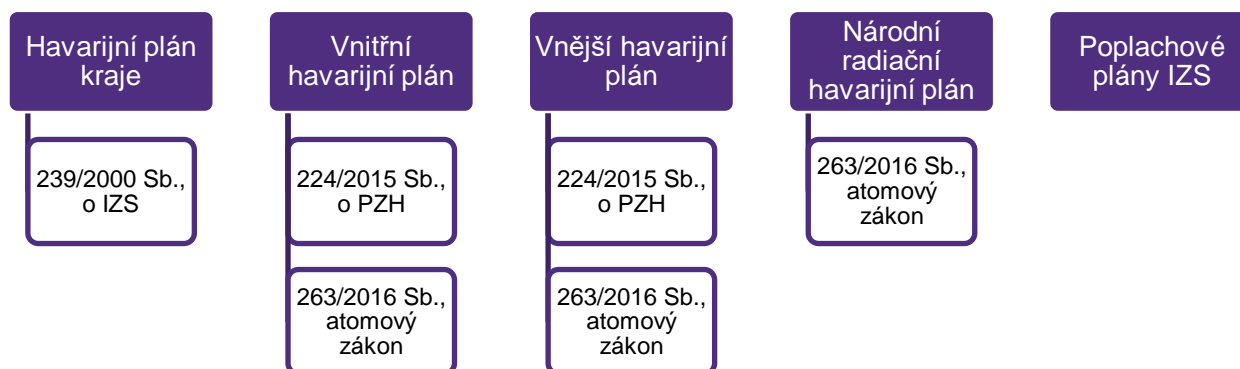 Havarijní plán
kraje
239/2000 Sb.,
o IZS
Vnitřní
havarijní plán
224/2015 Sb.,
o PZH
263/2016 Sb.,
atomový
zákon
Vnější havarijní
plán
224/2015 Sb.,
o PZH
263/2016 Sb.,
atomový
zákon
Národní
radiační
havarijní plán
263/2016 Sb.,
atomový
zákon
Poplachové
plány IZS